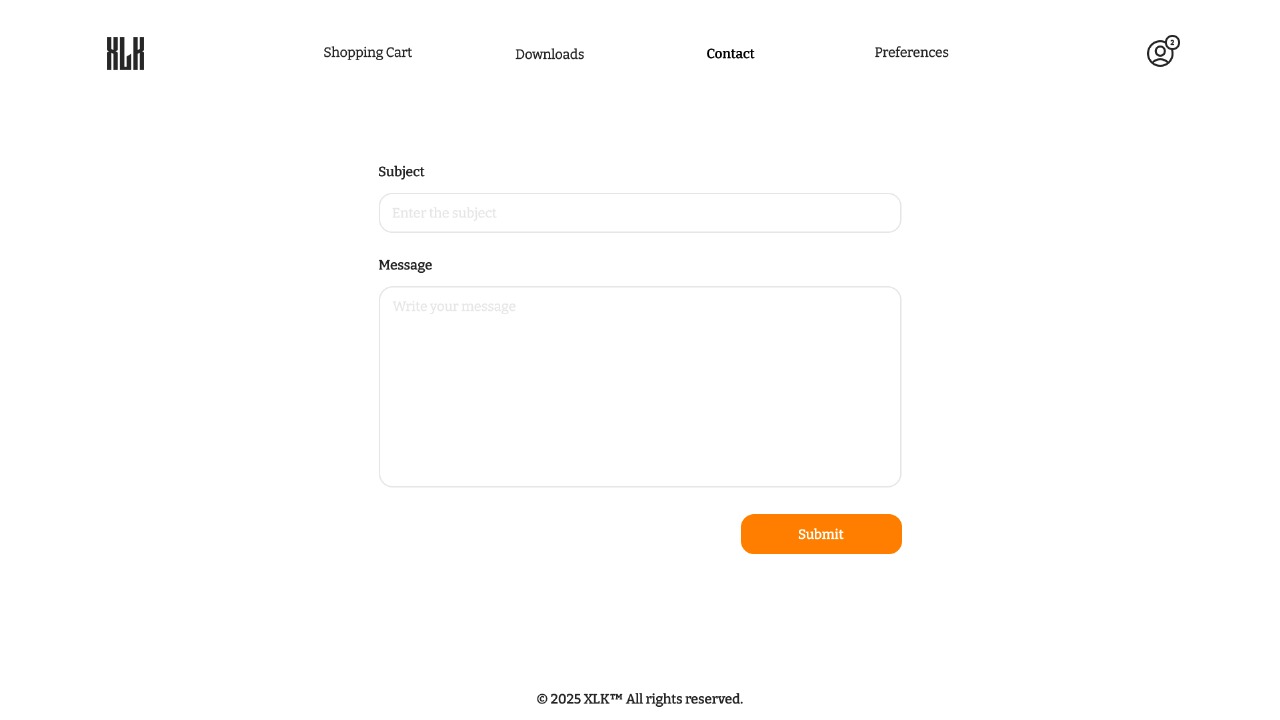 XLK
Shopping Cart
Downloads
Contact
Preferences
2
Subject
Enter the subject
Message
Write your message
Submit
© 2025 XLK™ All rights reserved.